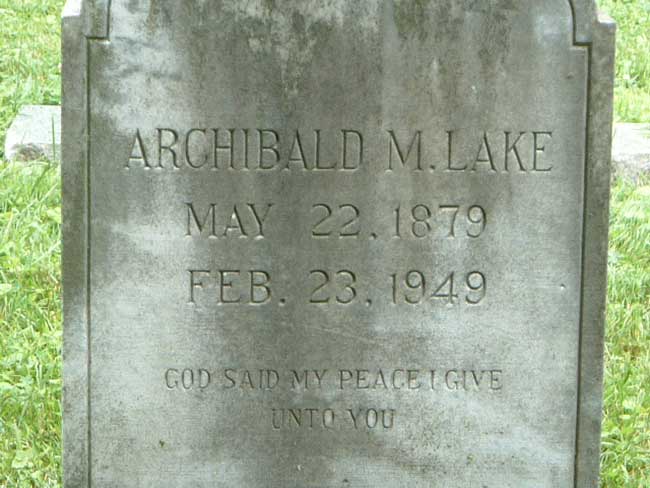 ARCHIBALD M. LAKE
MAY 22, 1879
FEB. 23, 1949
GOD SAID MY PEACE I GIVE
UNTO YOU